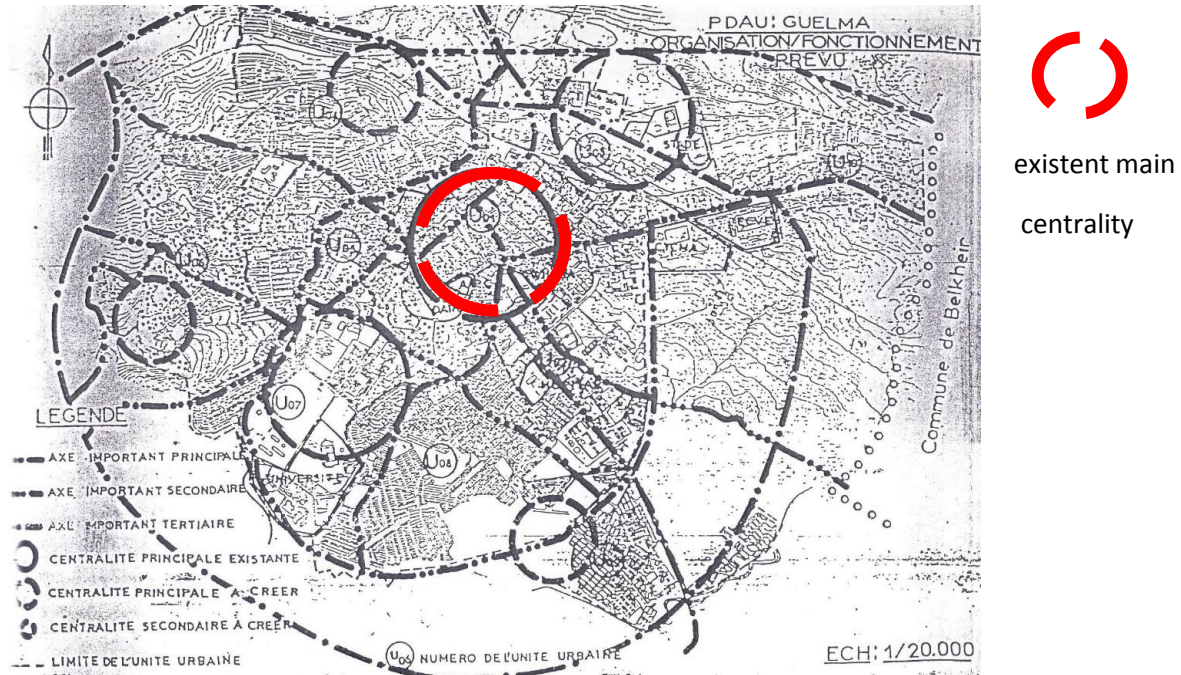 PDAU: GUELMA
ORGANISATION/FONCTIONNEMENT
PREVU
existent main
centrality
STADE
Commune de Belkheir
U07
U08
UNIVERSITE
LEGENDE
AXE IMPORTANT PRINCIPALE
AXE IMPORTANT SECONDAIRE
AXE IMPORTANT TERTIAIRE
CENTRALITE PRINCIPALE EXISTANTE
CENTRALITE PRINCIPALE A CREER
CENTRALITE SECONDAIRE A CREER
LIMITE DE L'UNITE URBAINE
U05 NUMERO DE L'UNITE URBAINE
ECH: 1/20.000